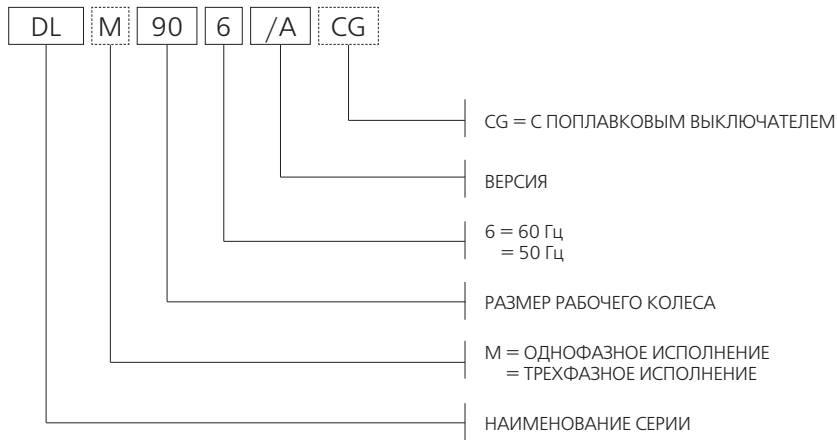 DL M 90 6 /A CG
CG = С ПОПЛАВКОВЫМ ВЫКЛЮЧАТЕЛЕМ
ВЕРСИЯ
6 = 60 Гц
= 50 Гц
РАЗМЕР РАБОЧЕГО КОЛЕСА
М = ОДНОФАЗНОЕ ИСПОЛНЕНИЕ
= ТРЕХФАЗНОЕ ИСПОЛНЕНИЕ
НАИМЕНОВАНИЕ СЕРИИ